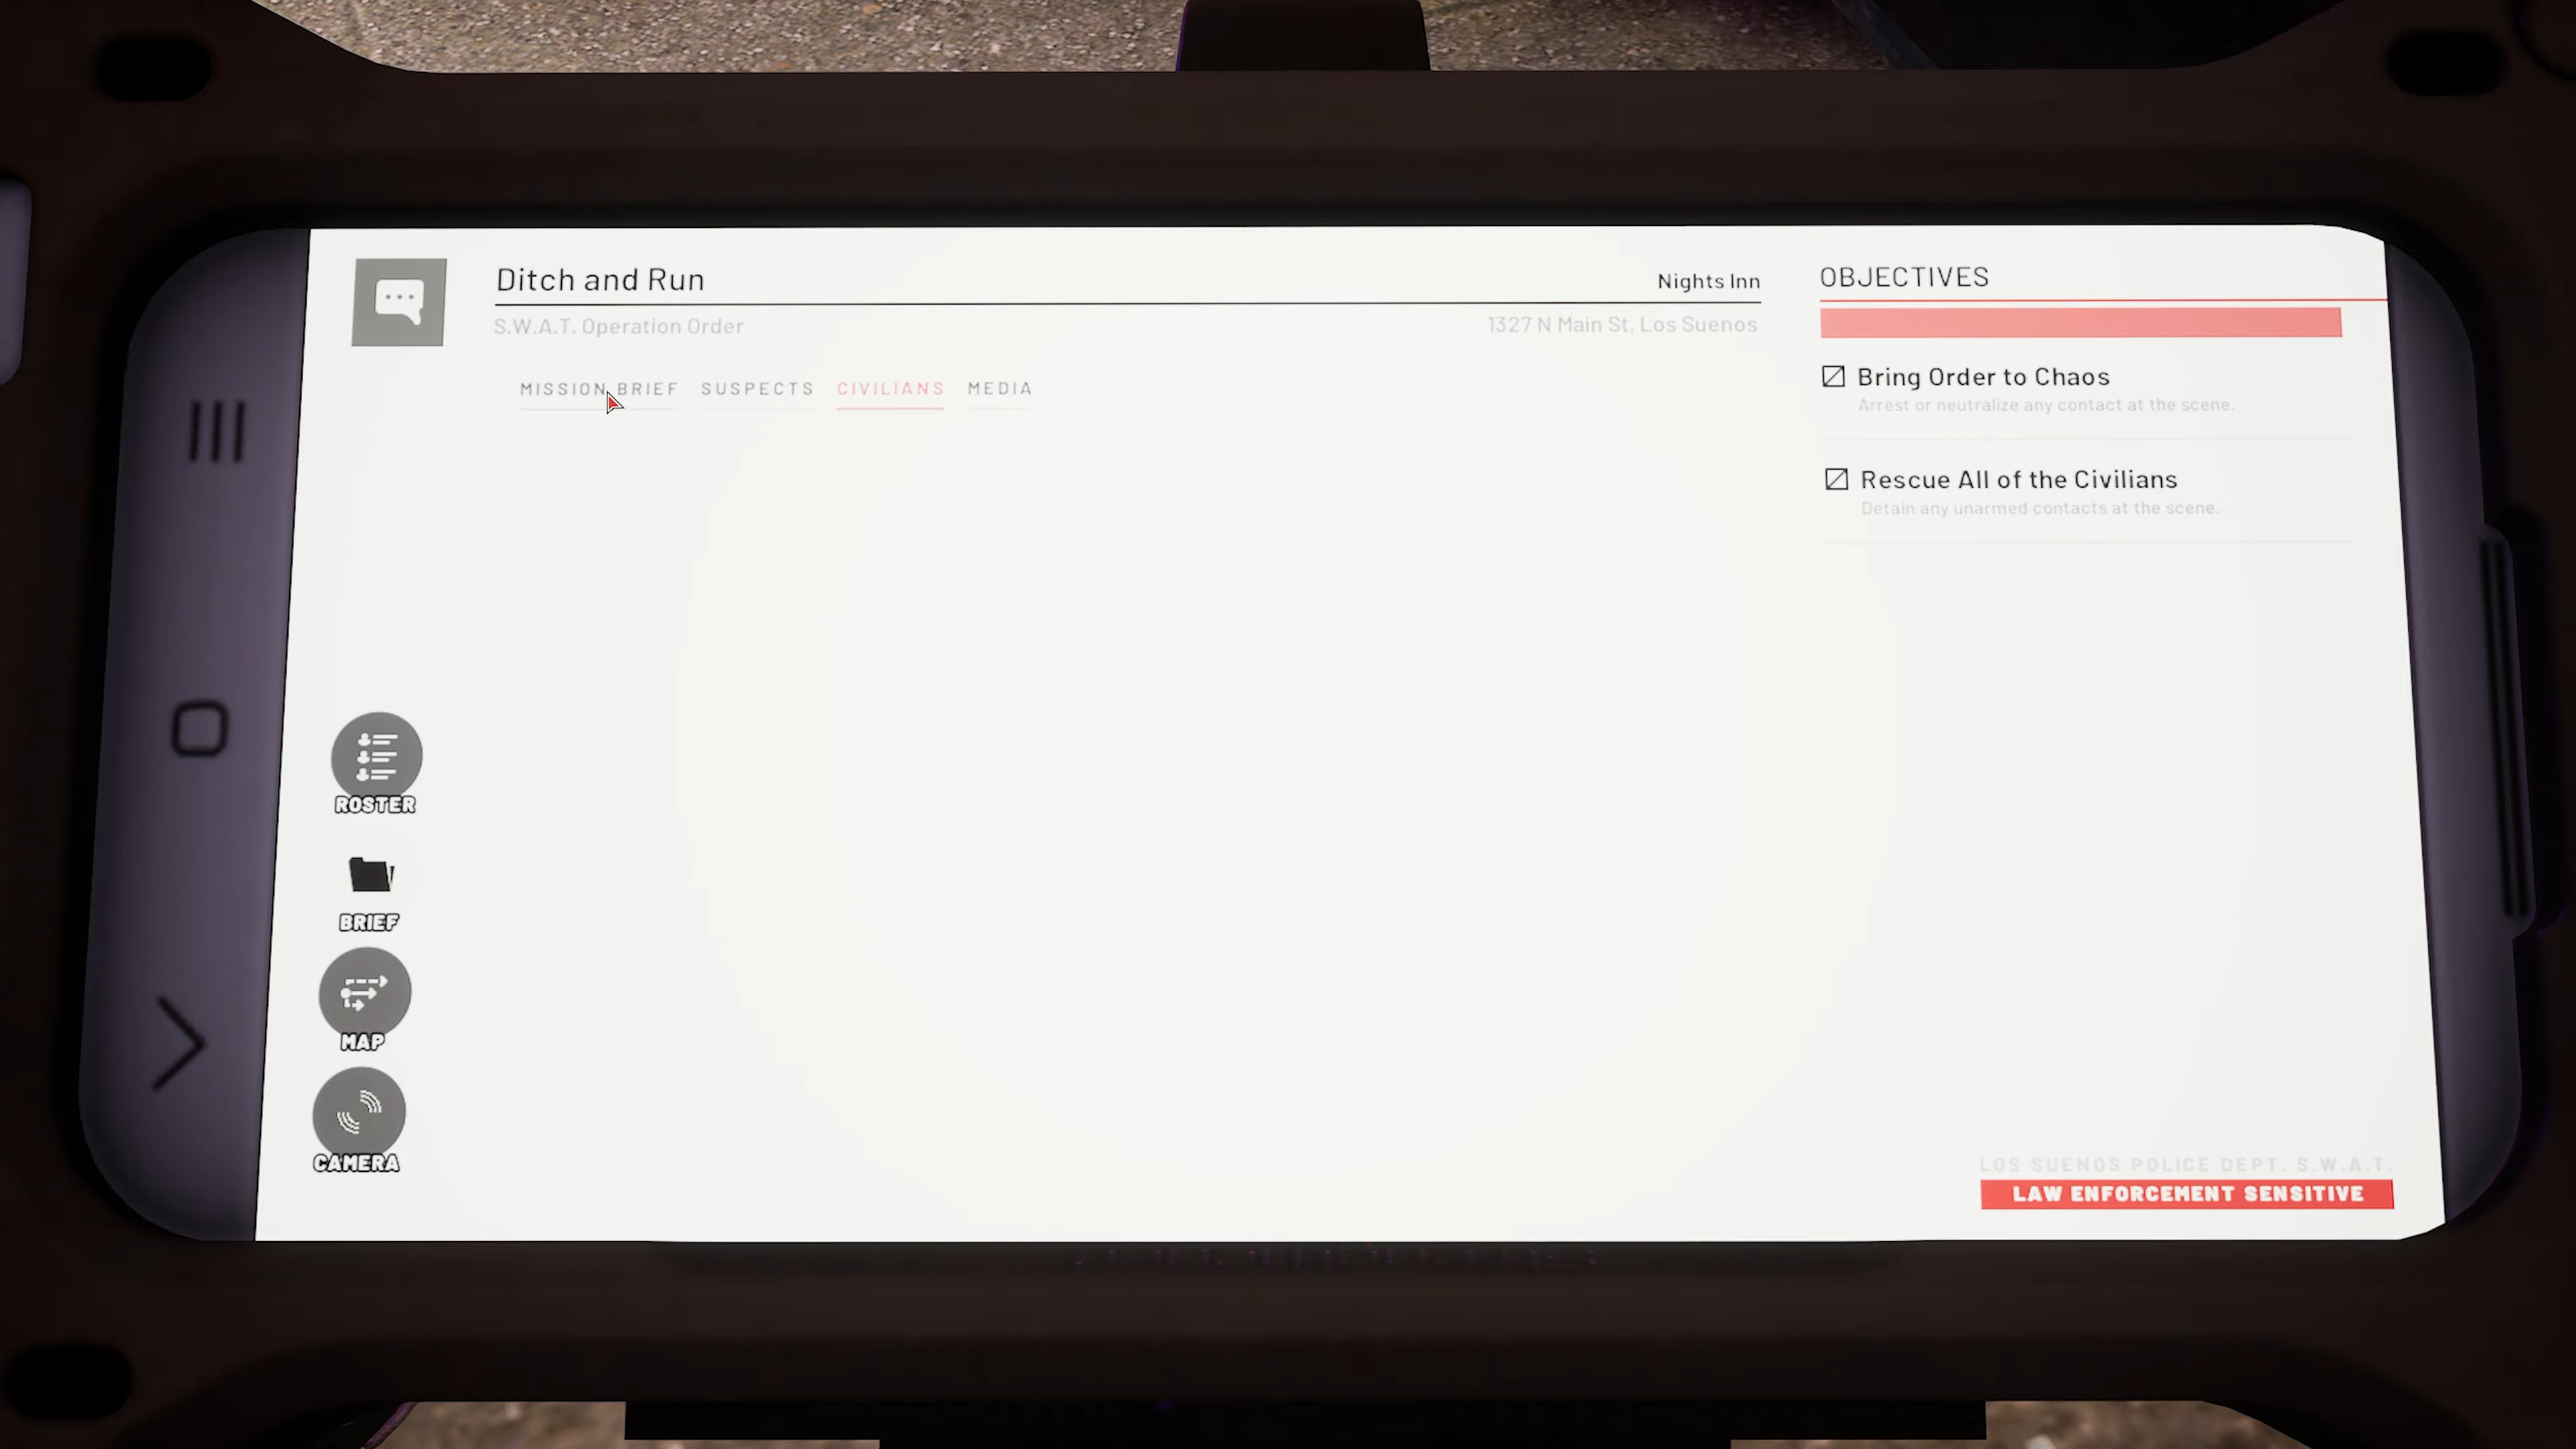 Ditch and Run
Nights Inn
S.W.A.T. Operation Order
1327 N Main St, Los Suenos
MISSION BRIEF
SUSPECTS
CIVILIANS
MEDIA
OBJECTIVES
Bring Order to Chaos
Arrest or neutralize any contact at the scene.
Rescue All of the Civilians
Detain any unarmed contacts at the scene.
ROSTER
BRIEF
MAP
CAMERA
LOS SUENOS POLICE DEPT. S.W.A.T.
LAW ENFORCEMENT SENSITIVE